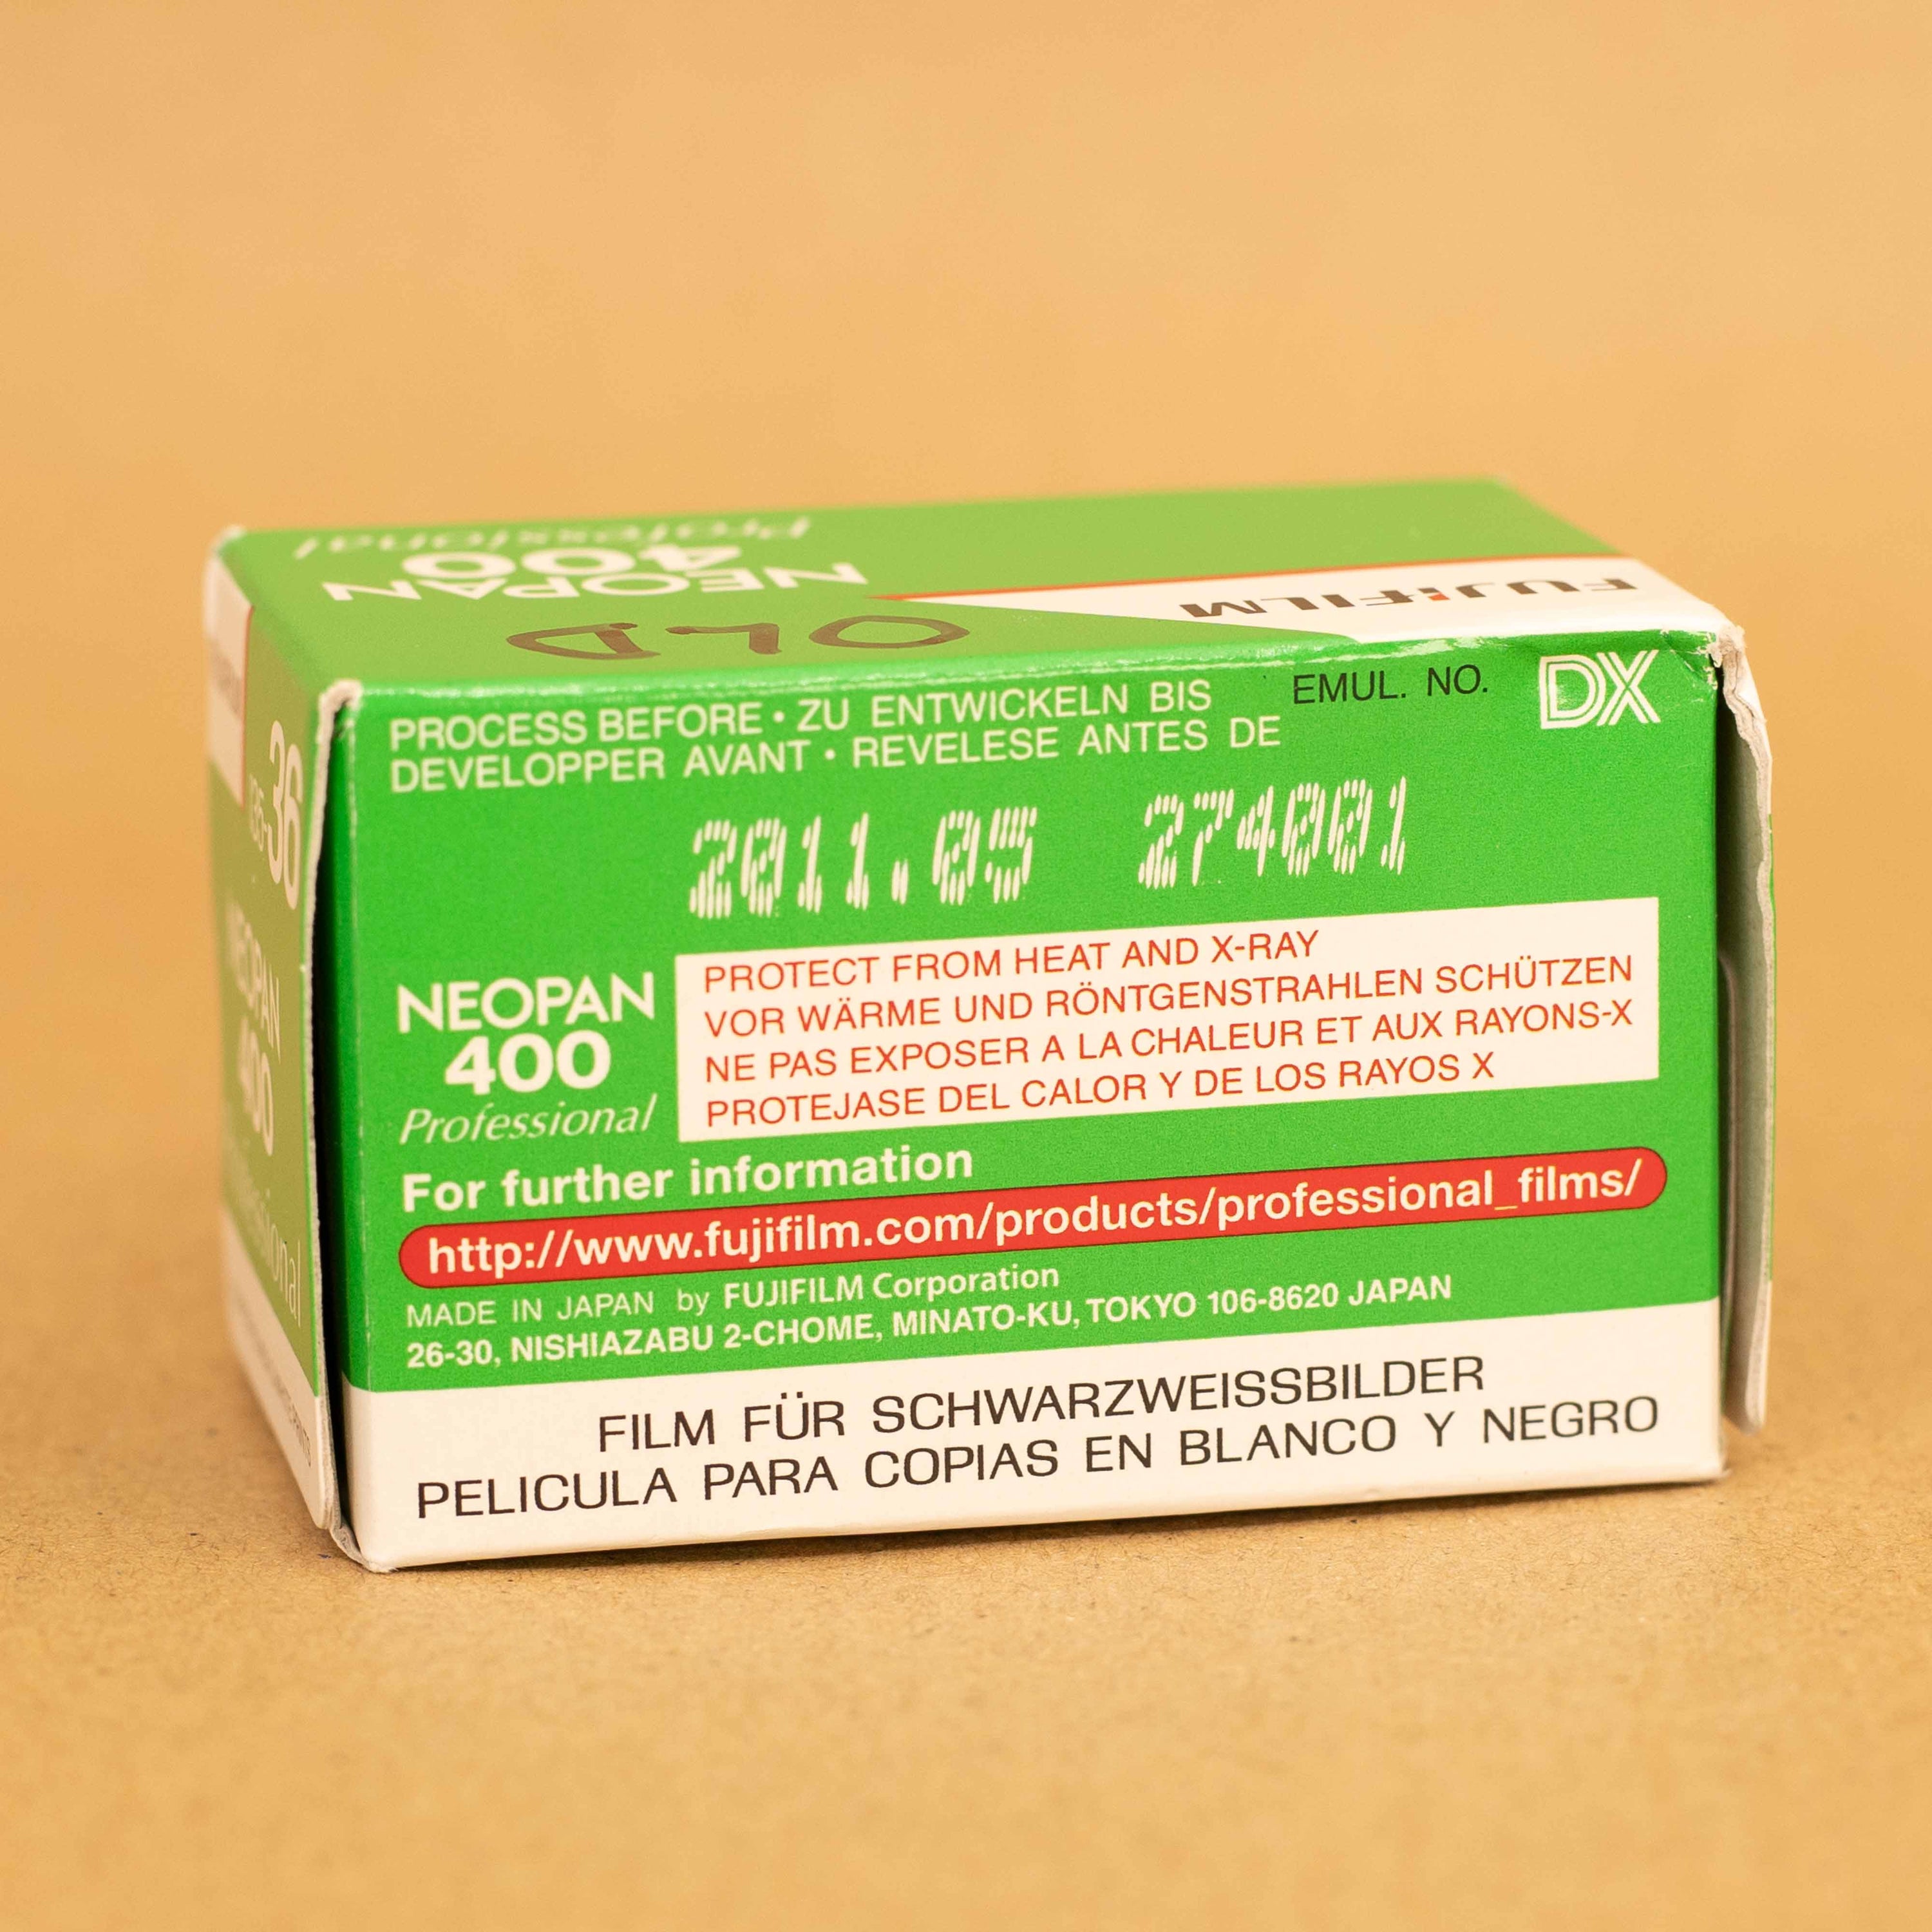 NEOPAN
400
Professional
FUJIFILM
OLD
36
NEOPAN
400
PROCESS BEFORE • ZU ENTWICKELN BIS
DEVELOPPER AVANT • REVELESE ANTES DE
EMUL. NO.
DX
2011.05 274001
NEOPAN
400
Professional
PROTECT FROM HEAT AND X-RAY
VOR WÄRME UND RÖNTGENSTRAHLEN SCHÜTZEN
NE PAS EXPOSER A LA CHALEUR ET AUX RAYONS-X
PROTEJASE DEL CALOR Y DE LOS RAYOS X
For further information
http://www.fujifilm.com/products/professional_films/
MADE IN JAPAN by FUJIFILM Corporation
26-30, NISHIAZABU 2-CHOME, MINATO-KU, TOKYO 106-8620 JAPAN
FILM FÜR SCHWARZWEISSBILDER
PELICULA PARA COPIAS EN BLANCO Y NEGRO